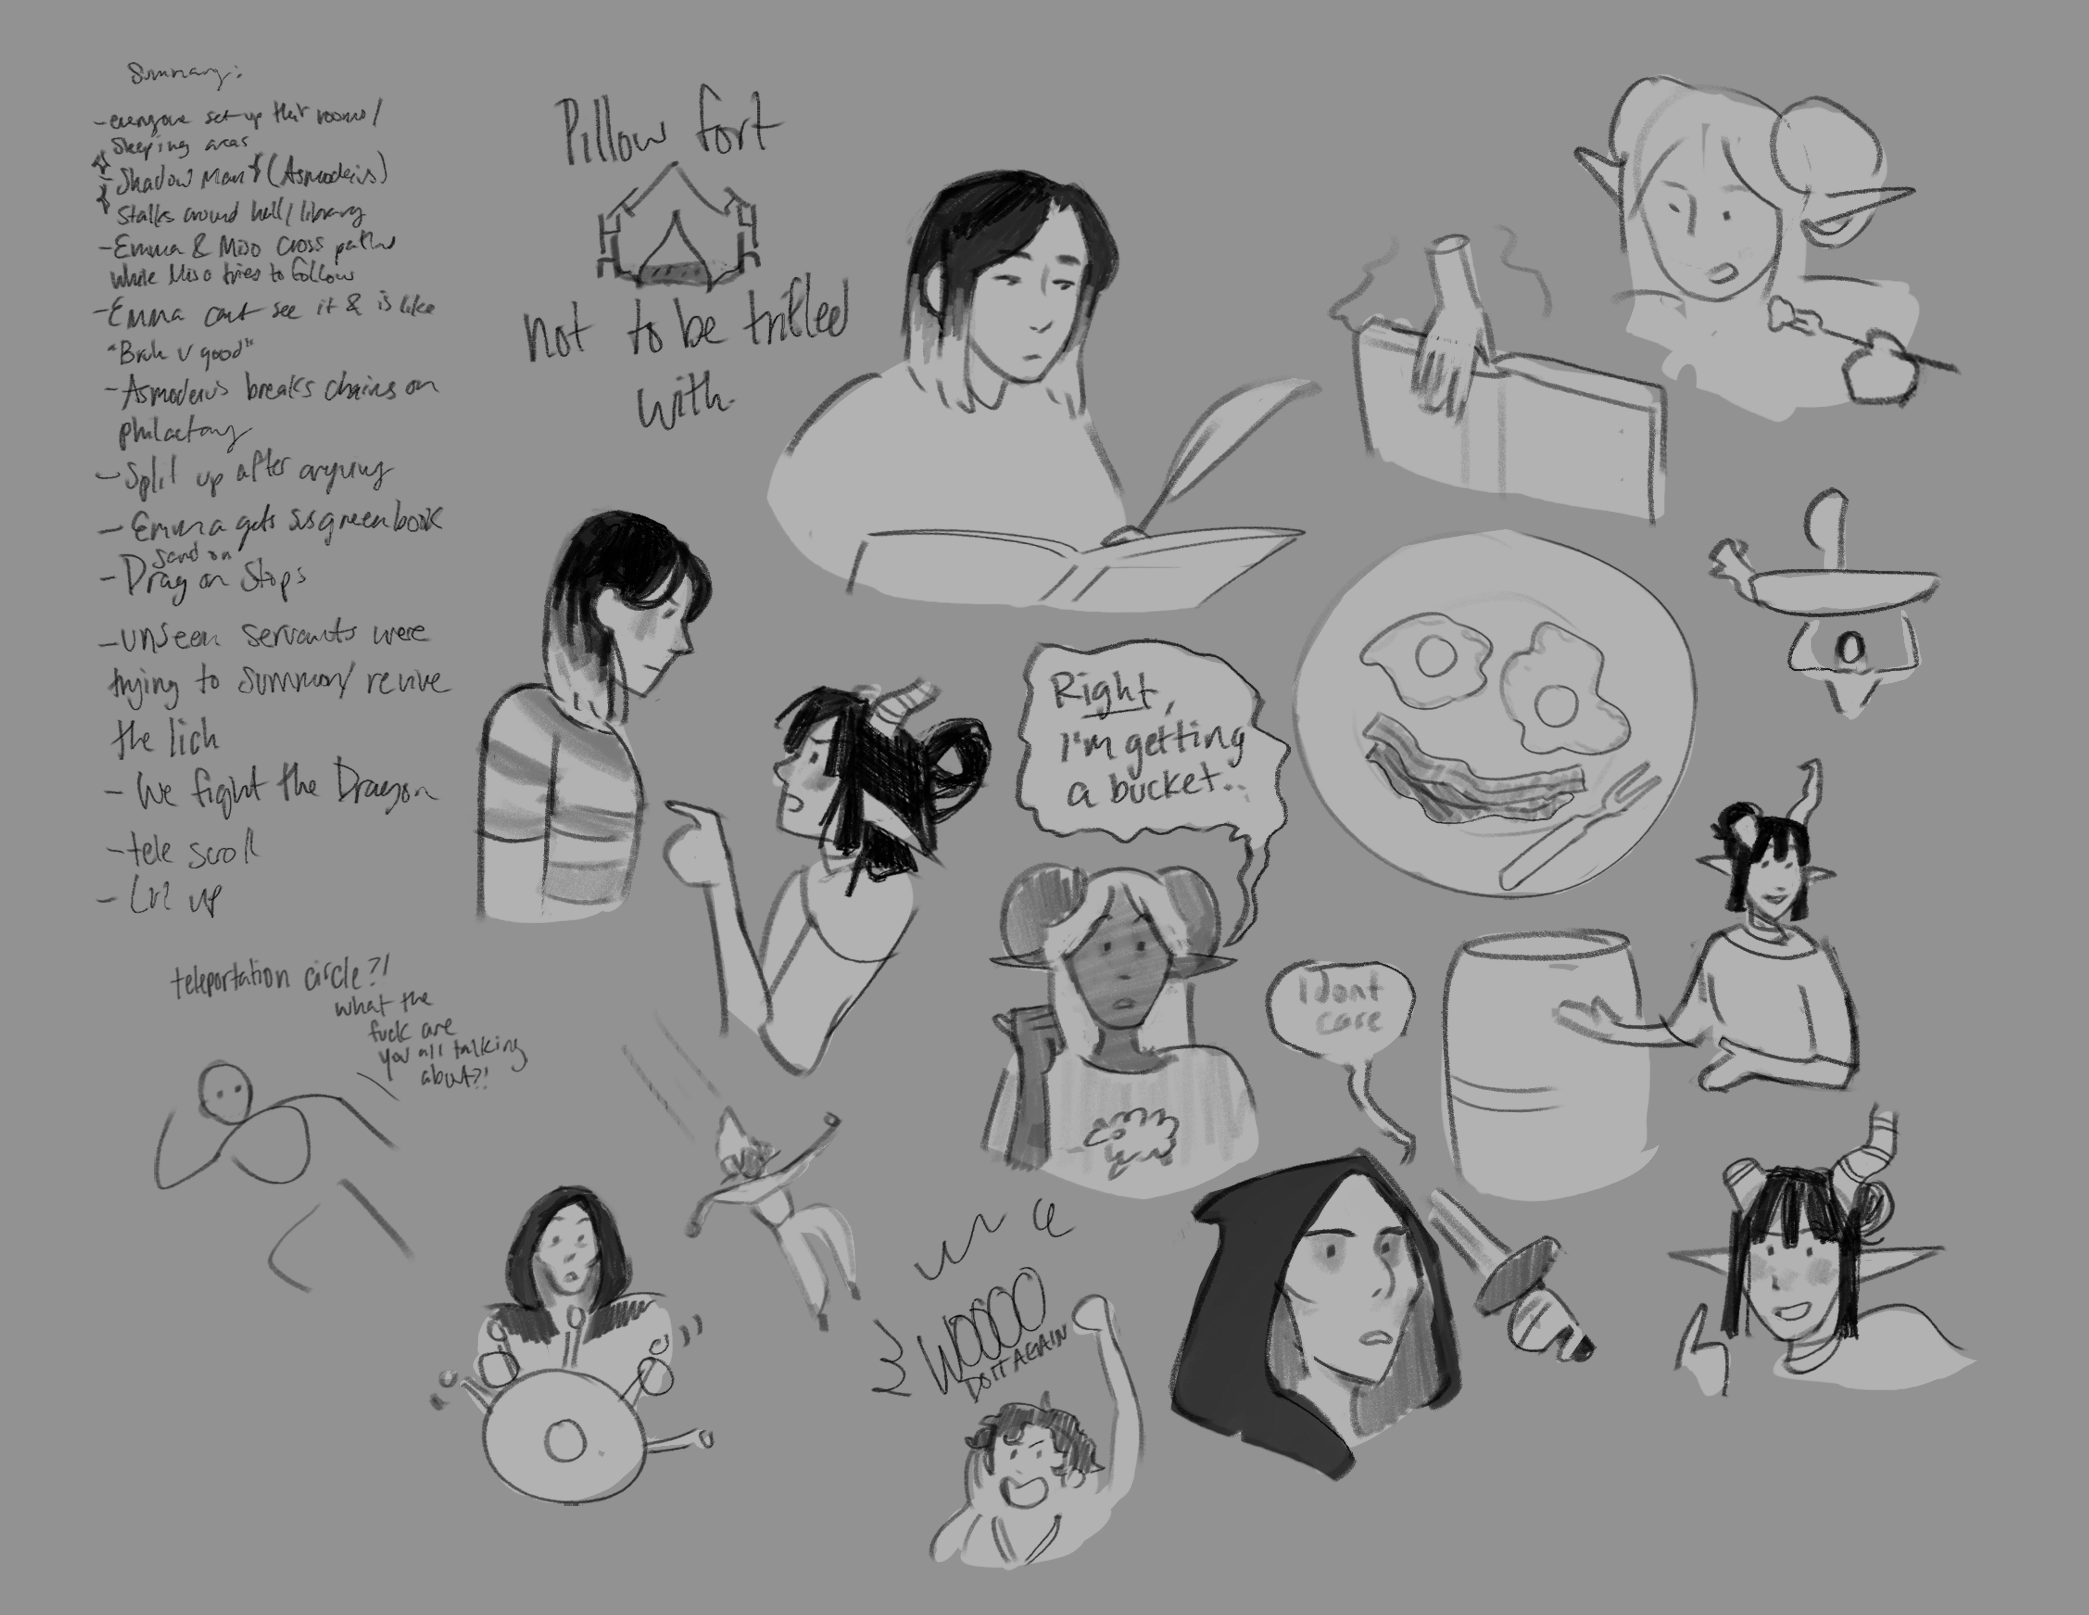 Summary:
- everyone set up their rooms/
Sleeping areas
- Shadow Man (Asmodeius)
Stalks around hall/library
- Emma & Miso cross paths
while Miso tries to follow
- Emma cant see it & is like
"Bruh u good"
- Asmodeus breaks chains on
philactory
- Split up after arguing
- Emma gets sus green book
send on
- Dragon Stops
- unseen servants were
trying to summon/ revive
the lich
- We fight the Dragon
- tele scroll
- Lvl up
teleportation circle?!
what the
fuck are
you all talking
about?!
Pillow fort
not to be trifled
with.
Right,
I'm getting
a bucket..
I dont
care
WOOOO
DO IT AGAIN